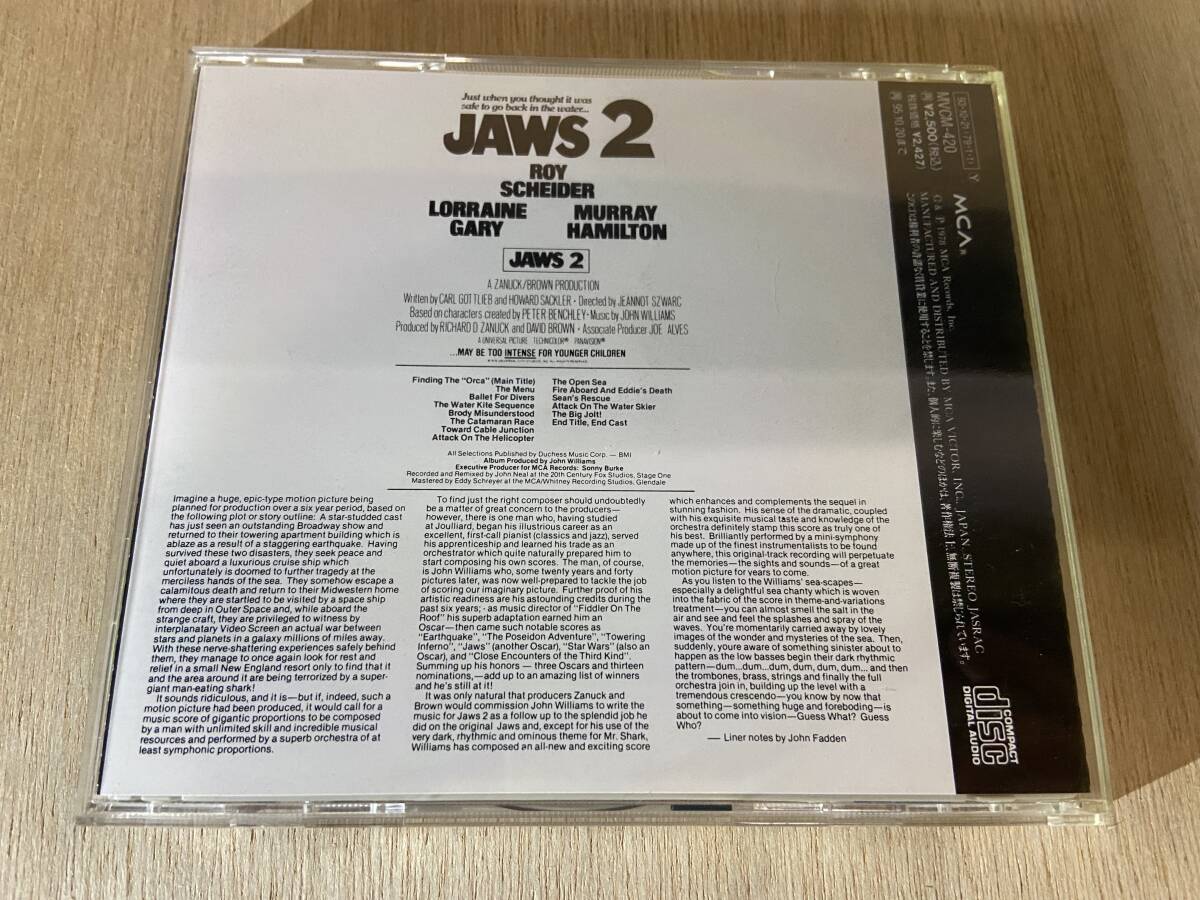 Just when you thought it was
safe to go back in the water...
JAWS 2
ROY
SCHEIDER
LORRAINE
GARY
MURRAY
HAMILTON
JAWS 2
A ZANUCK/BROWN PRODUCTION
Written by CARL GOTTLIEB and HOWARD SACKLER · Directed by JEANNOT SZWARC
Based on characters created by PETER BENCHLEY · Music by JOHN WILLIAMS
Produced by RICHARD D. ZANUCK and DAVID BROWN · Associate Producer JOE ALVES
A UNIVERSAL PICTURE TECHNICOLOR® PANAVISION®
...MAY BE TOO INTENSE FOR YOUNGER CHILDREN
Finding The "Orca" (Main Title)
The Menu
Ballet For Divers
The Water Kite Sequence
Brody Misunderstood
The Catamaran Race
Toward Cable Junction
Attack On The Helicopter
The Open Sea
Fire Aboard And Eddie's Death
Sean's Rescue
Attack On The Water Skier
The Big Jolt!
End Title, End Cast
All Selections Published by Duchess Music Corp. — BMI
Album Produced by John Williams
Executive Producer for MCA Records: Sonny Burke
Recorded and Remixed by John Neal at the 20th Century Fox Studios, Stage One
Mastered by Eddy Schreyer at the MCA/Whitney Recording Studios, Glendale
Imagine a huge, epic-type motion picture being
planned for production over a six year period, based on
the following plot or story outline: A star-studded cast
has just seen an outstanding Broadway show and
returned to their towering apartment building which is
ablaze as a result of a staggering earthquake. Having
survived these two disasters, they seek peace and
quiet aboard a luxurious cruise ship which
unfortunately is doomed to further tragedy at the
merciless hands of the sea. They somehow escape a
calamitous death and return to their Midwestern home
where they are startled to be visited by a space ship
from deep in Outer Space and, while aboard the
strange craft, they are privileged to witness by
interplanatary Video Screen an actual war between
stars and planets in a galaxy millions of miles away.
With these nerve-shattering experiences safely behind
them, they manage to once again look for rest and
relief in a small New England resort only to find that it
and the area around it are being terrorized by a super-
giant man-eating shark!
It sounds ridiculous, and it is—but if, indeed, such a
motion picture had been produced, it would call for a
music score of gigantic proportions to be composed
by a man with unlimited skill and incredible musical
resources and performed by a superb orchestra of at
least symphonic proportions.
To find just the right composer should undoubtedly
be a matter of great concern to the producers—
however, there is one man who, having studied
at Joulliard, began his illustrious career as an
excellent, first-call pianist (classics and jazz), served
his apprenticeship and learned his trade as an
orchestrator which quite naturally prepared him to
start composing his own scores. The man, of course,
is John Williams who, some twenty years and forty
pictures later, was now well-prepared to tackle the job
of scoring our imaginary picture. Further proof of his
artistic readiness are his astounding credits during the
past six years; - as music director of "Fiddler On The
Roof" his superb adaptation earned him an
Oscar—then came such notable scores as
"Earthquake", "The Poseidon Adventure", "Towering
Inferno", "Jaws" (another Oscar), "Star Wars" (also an
Oscar), and "Close Encounters of the Third Kind".
Summing up his honors — three Oscars and thirteen
nominations,—add up to an amazing list of winners
and he's still at it!
It was only natural that producers Zanuck and
Brown would commission John Williams to write the
music for Jaws 2 as a follow up to the splendid job he
did on the original Jaws and, except for his use of the
very dark, rhythmic and ominous theme for Mr. Shark,
Williams has composed an all-new and exciting score
which enhances and complements the sequel in
stunning fashion. His sense of the dramatic, coupled
with his exquisite musical taste and knowledge of the
orchestra definitely stamp this score as truly one of
his best. Brilliantly performed by a mini-symphony
made up of the finest instrumentalists to be found
anywhere, this original-track recording will perpetuate
the memories—the sights and sounds—of a great
motion picture for years to come.
As you listen to the Williams' sea-scapes—
especially a delightful sea chanty which is woven
into the fabric of the score in theme-and-variations
treatment—you can almost smell the salt in the
air and see and feel the splashes and spray of the
waves. You're momentarily carried away by lovely
images of the wonder and mysteries of the sea. Then,
suddenly, youre aware of something sinister about to
happen as the low basses begin their dark rhythmic
pattern—dum...dum...dum, dum, dum, dum... and then
the trombones, brass, strings and finally the full
orchestra join in, building up the level with a
tremendous crescendo—you know by now that
something—something huge and foreboding—is
about to come into vision—Guess What? Guess
Who?
— Liner notes by John Fadden
Y
MVCM-420
¥2,500(税込)
税抜価格 ¥2,427
95.10.20まで
MCA
© & ℗ 1978 MCA Records, Inc.
MANUFACTURED AND DISTRIBUTED BY MCA VICTOR, INC., JAPAN. STEREO JASRAC
COMPACT
disc
DIGITAL AUDIO